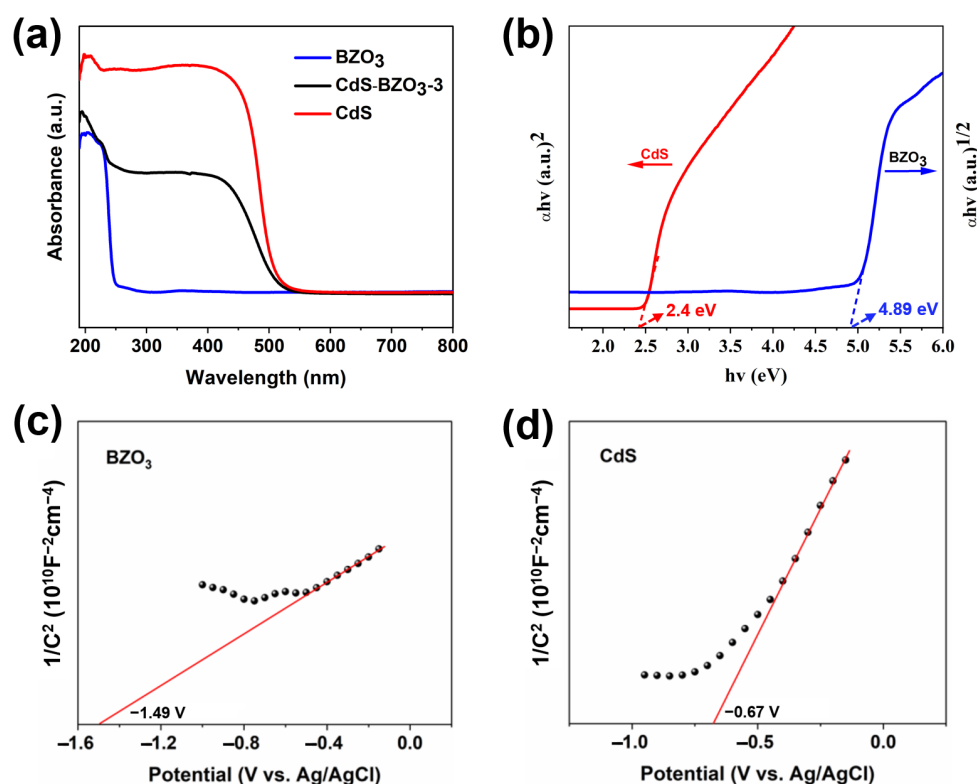 (a)
Absorbance (a.u.)
BZO₃
CdS-BZO₃-3
CdS
200 300 400 500 600 700 800
Wavelength (nm)
(b)
αhν (a.u.)²
αhν (a.u.)¹/²
CdS
BZO₃
2.4 eV
4.89 eV
2.0 2.5 3.0 3.5 4.0 4.5 5.0 5.5 6.0
hν (eV)
(c)
BZO₃
1/C² (10¹⁰F⁻²cm⁻⁴)
−1.49 V
−1.6 −1.2 −0.8 −0.4 0.0
Potential (V vs. Ag/AgCl)
(d)
CdS
1/C² (10¹⁰F⁻²cm⁻⁴)
−0.67 V
−1.0 −0.5 0.0
Potential (V vs. Ag/AgCl)